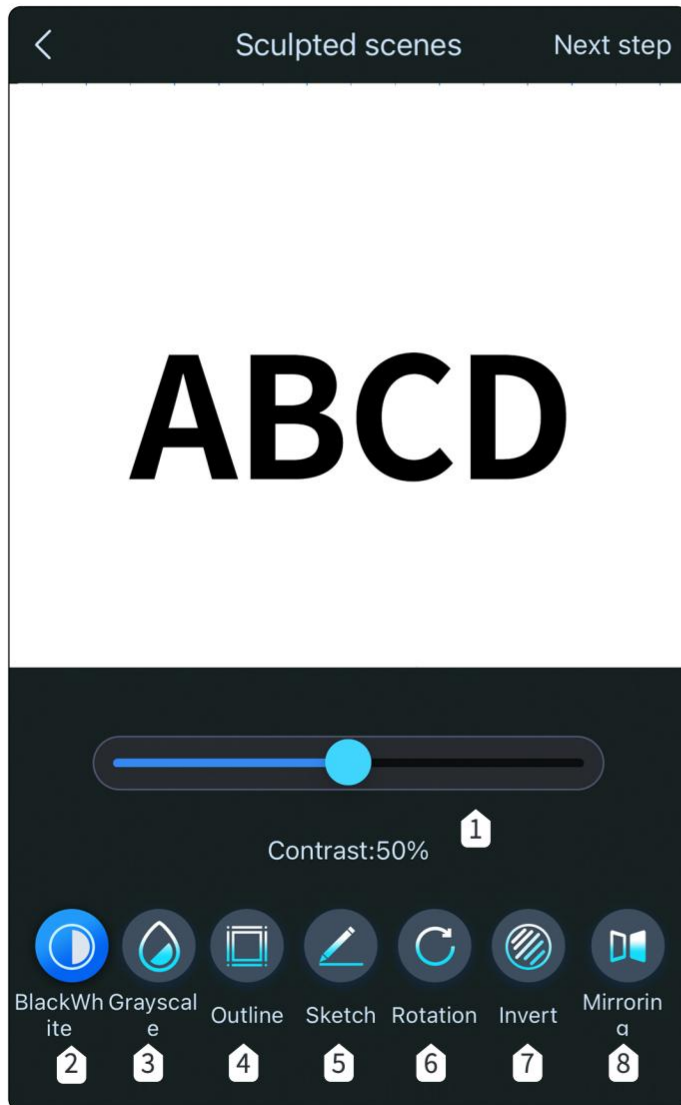 Sculpted scenes Next step
ABCD
1
Contrast:50%
BlackWh Grayscal Outline Sketch Rotation Invert Mirrorin
ite e g
2 3 4 5 6 7 8